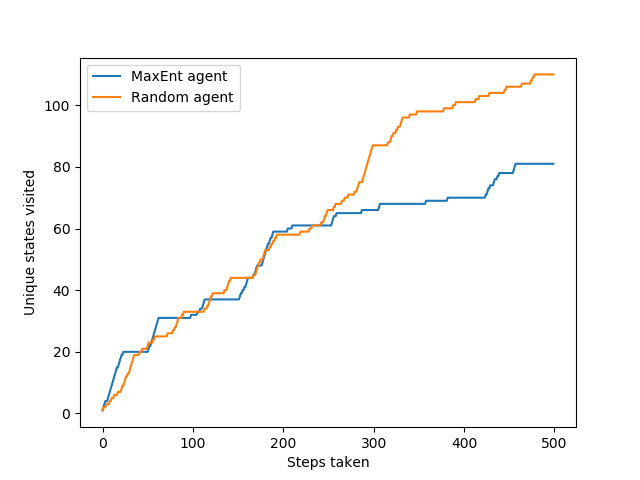 MaxEnt agent
Random agent
Unique states visited
100
80
60
40
20
0
0 100 200 300 400 500
Steps taken